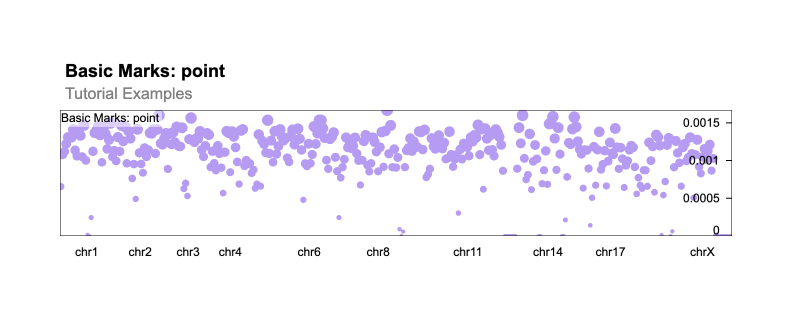 Basic Marks: point
Tutorial Examples
Basic Marks: point
0.0015
0.001
0.0005
0
chr1 chr2 chr3 chr4 chr6 chr8 chr11 chr14 chr17 chrX